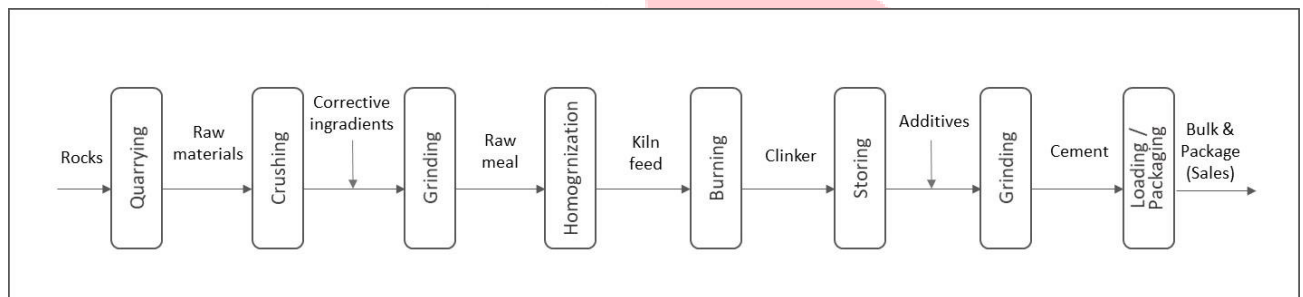 Rocks
Quarrying
Raw
materials
Crushing
Corrective
ingradients
Grinding
Raw
meal
Homogrnization
Kiln
feed
Burning
Clinker
Storing
Additives
Grinding
Cement
Loading /
Packaging
Bulk &
Package
(Sales)